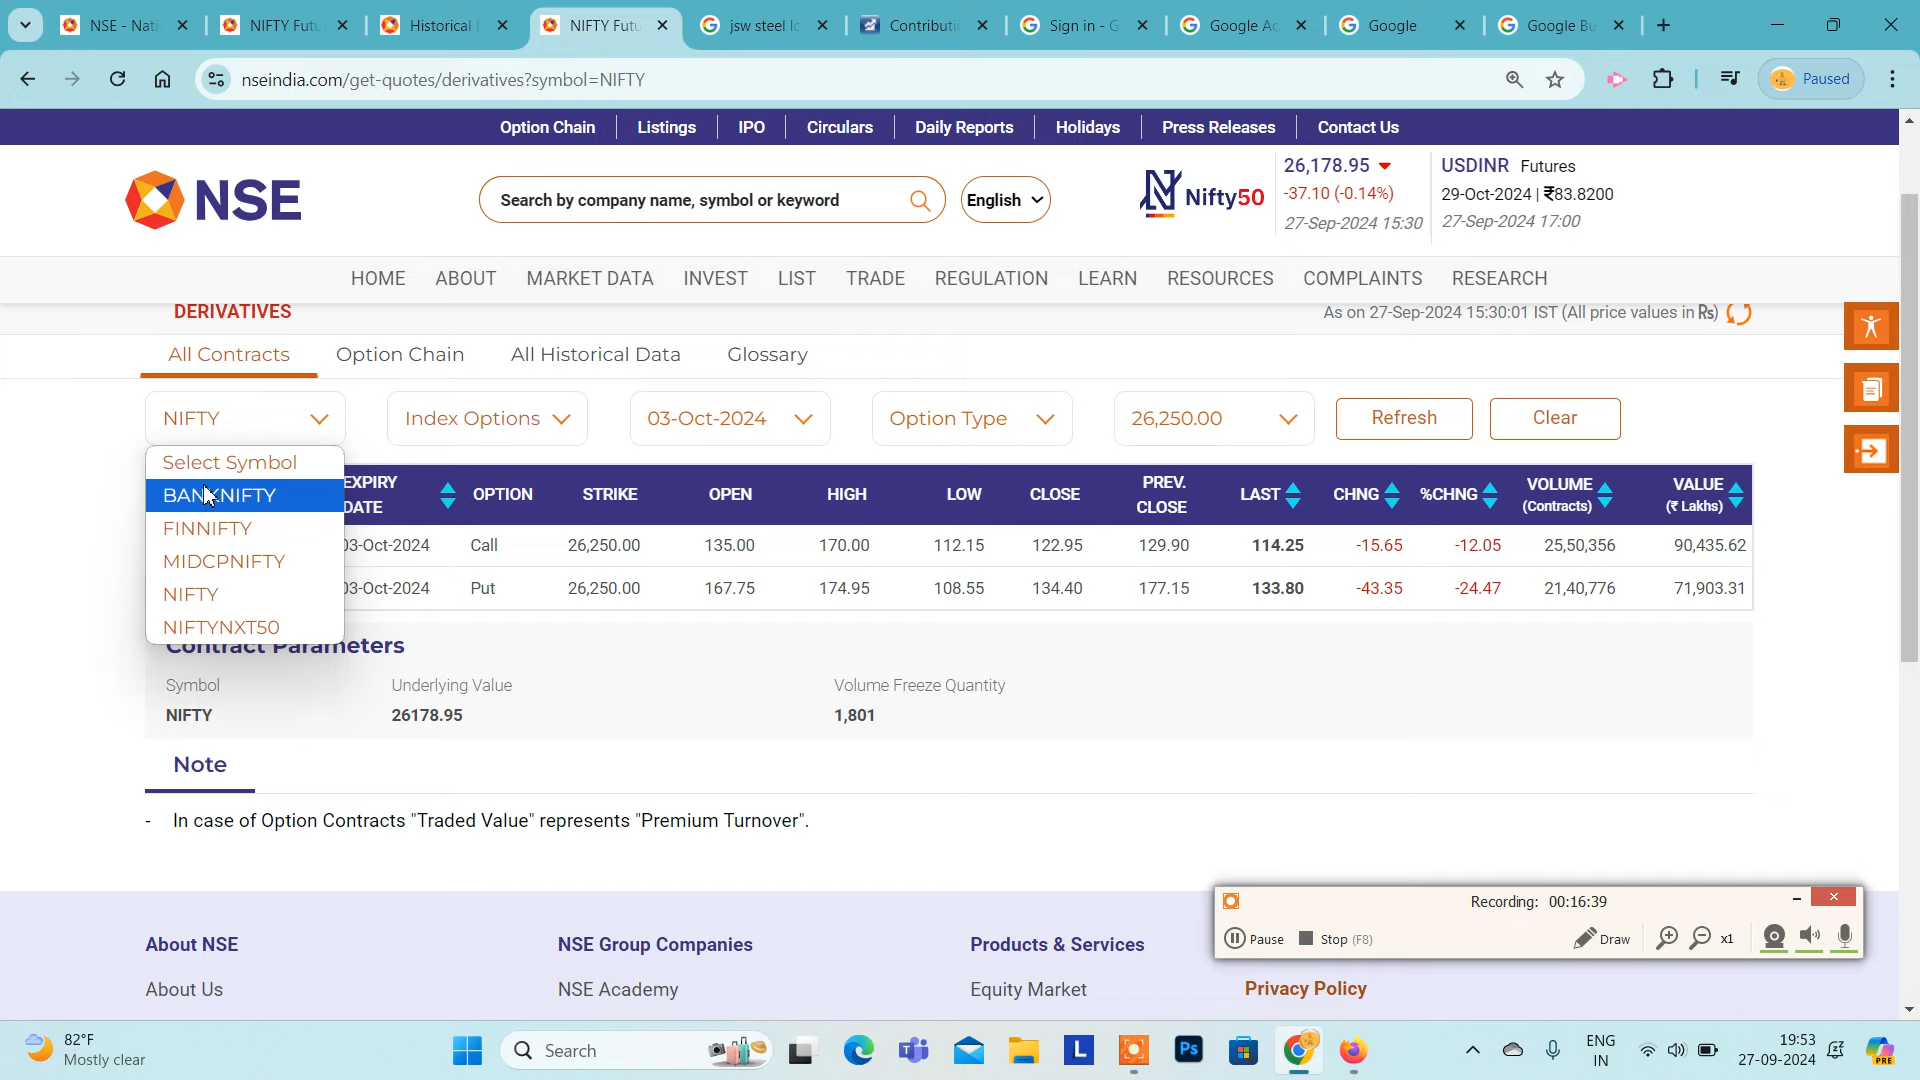 NSE - Nati
NIFTY Futu
Historical
NIFTY Futu
jsw steel lo
Contributi
Sign in - G
Google Ac
Google
Google Bu
nseindia.com/get-quotes/derivatives?symbol=NIFTY
Paused
Option Chain
Listings
IPO
Circulars
Daily Reports
Holidays
Press Releases
Contact Us
NSE
Search by company name, symbol or keyword
English
Nifty50
26,178.95
-37.10 (-0.14%)
27-Sep-2024 15:30
USDINR Futures
29-Oct-2024 | ₹83.8200
27-Sep-2024 17:00
HOME ABOUT MARKET DATA INVEST LIST TRADE REGULATION LEARN RESOURCES COMPLAINTS RESEARCH
DERIVATIVES
As on 27-Sep-2024 15:30:01 IST (All price values in Rs)
All Contracts
Option Chain
All Historical Data
Glossary
NIFTY
Index Options
03-Oct-2024
Option Type
26,250.00
Refresh
Clear
Select Symbol
BANKNIFTY
FINNIFTY
MIDCPNIFTY
NIFTY
NIFTYNXT50
EXPIRY DATE OPTION STRIKE OPEN HIGH LOW CLOSE PREV. CLOSE LAST CHNG %CHNG VOLUME (Contracts) VALUE (₹ Lakhs)
03-Oct-2024 Call 26,250.00 135.00 170.00 112.15 122.95 129.90 114.25 -15.65 -12.05 25,50,356 90,435.62
03-Oct-2024 Put 26,250.00 167.75 174.95 108.55 134.40 177.15 133.80 -43.35 -24.47 21,40,776 71,903.31
Contract Parameters
Symbol Underlying Value Volume Freeze Quantity
NIFTY 26178.95 1,801
Note
- In case of Option Contracts "Traded Value" represents "Premium Turnover".
Recording: 00:16:39
Pause
Stop (F8)
Draw
x1
About NSE NSE Group Companies Products & Services
About Us NSE Academy Equity Market Privacy Policy
82°F
Mostly clear
Search
L
Ps
ENG
IN
19:53
27-09-2024
PRE